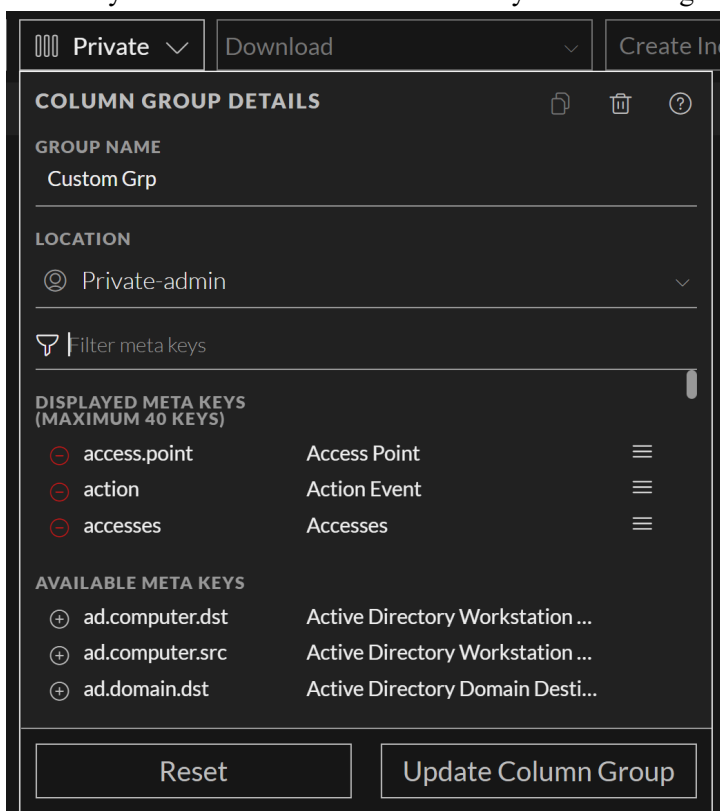 Private Download Create In
COLUMN GROUP DETAILS
GROUP NAME
Custom Grp
LOCATION
Private-admin
Filter meta keys
DISPLAYED META KEYS
(MAXIMUM 40 KEYS)
access.point Access Point
action Action Event
accesses Accesses
AVAILABLE META KEYS
ad.computer.dst Active Directory Workstation ...
ad.computer.src Active Directory Workstation ...
ad.domain.dst Active Directory Domain Desti...
Reset Update Column Group